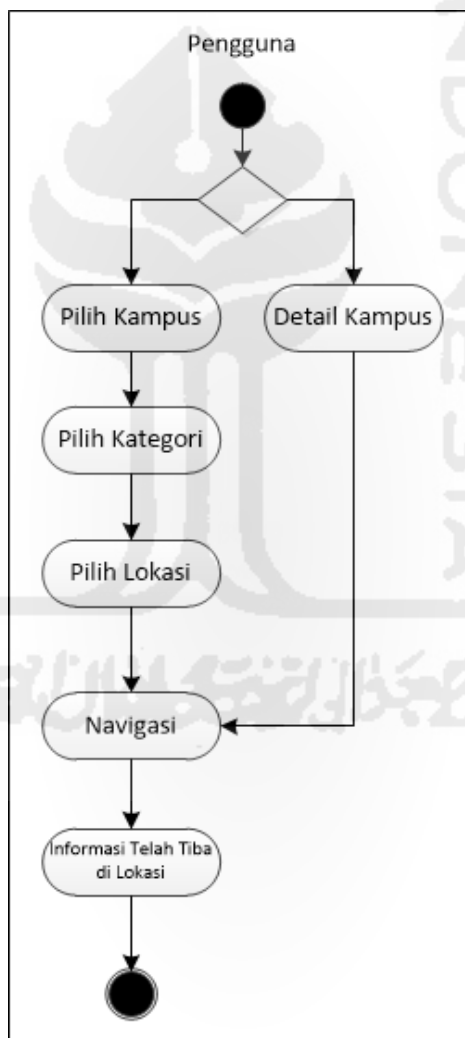 Pengguna
Pilih Kampus
Detail Kampus
Pilih Kategori
Pilih Lokasi
Navigasi
Informasi Telah Tiba
di Lokasi